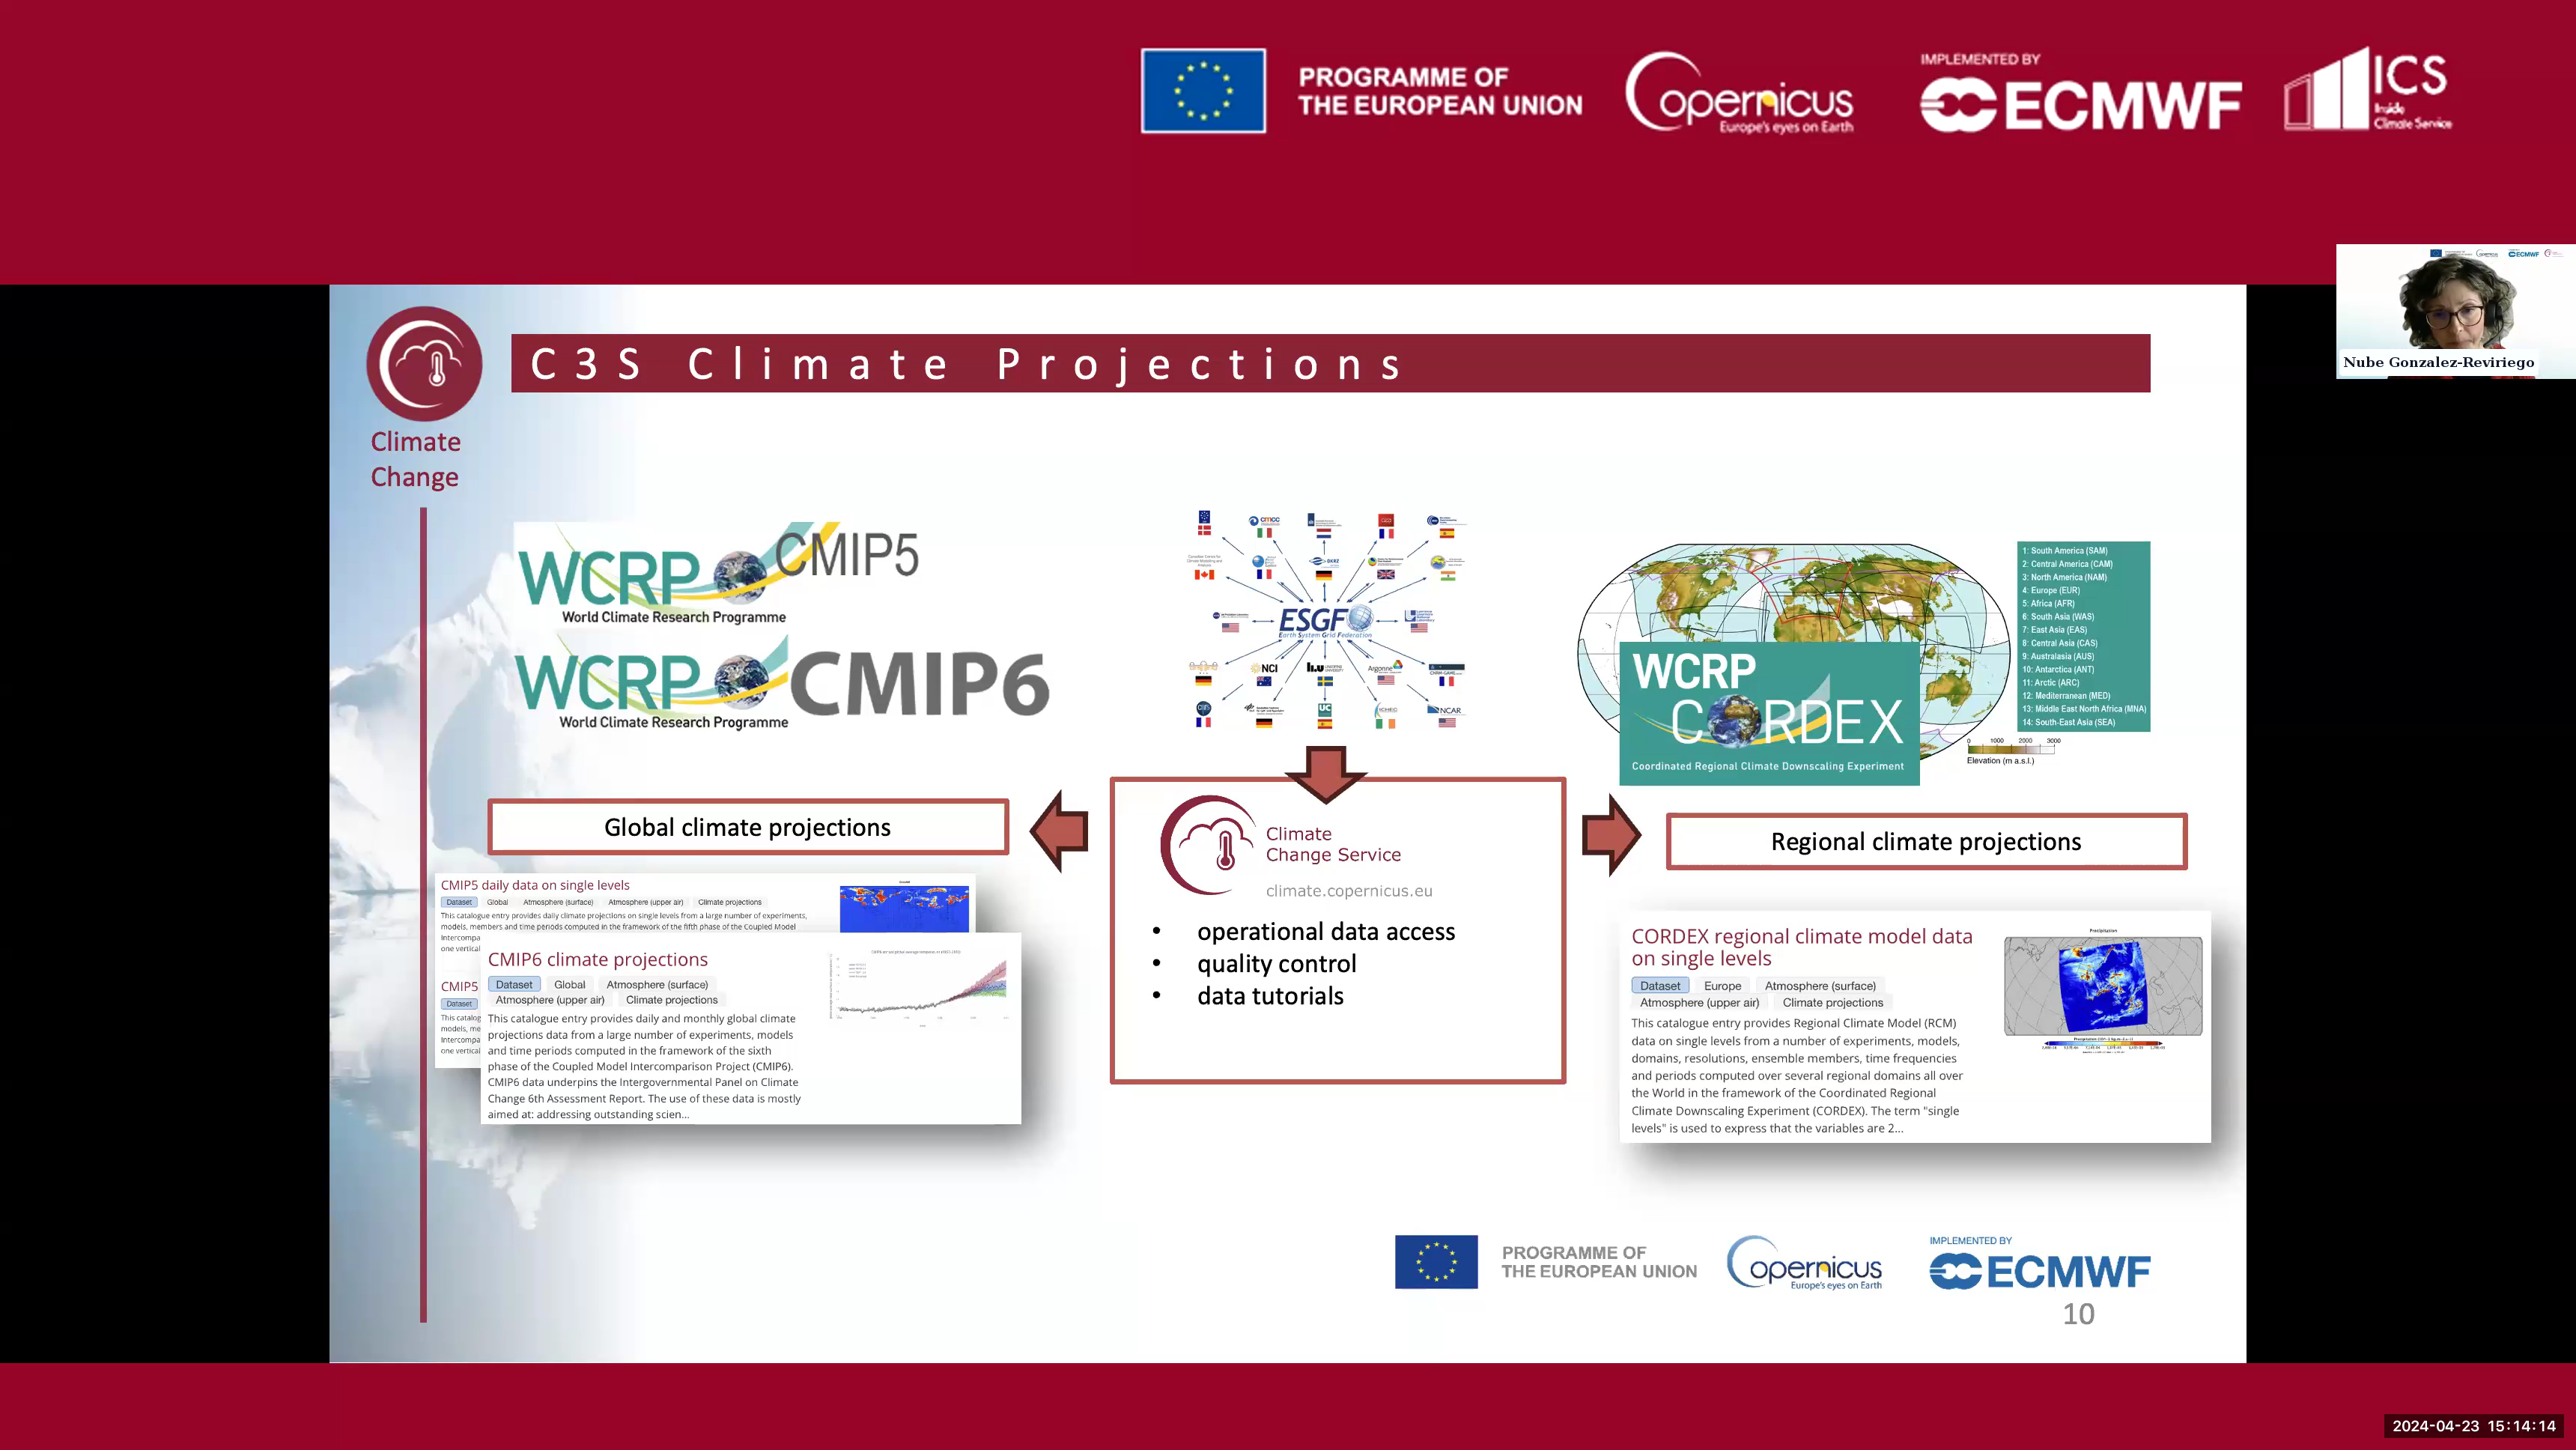 PROGRAMME OF
THE EUROPEAN UNION
Copernicus
Europe's eyes on Earth
IMPLEMENTED BY
ECMWF
ICS
Inside
Climate Service
ECMWF
Nube Gonzalez-Reviriego
C3S Climate Projections
Climate
Change
WCRP CMIP5
World Climate Research Programme
WCRP CMIP6
World Climate Research Programme
cmcc
DKRZ
ESGF
Earth System Grid Federation
NCI
LiU
Argonne
UC
ICHEC
NCAR
1: South America (SAM)
2: Central America (CAM)
3: North America (NAM)
4: Europe (EUR)
5: Africa (AFR)
6: South Asia (WAS)
7: East Asia (EAS)
8: Central Asia (CAS)
9: Australasia (AUS)
10: Antarctica (ANT)
11: Arctic (ARC)
12: Mediterranean (MED)
13: Middle East North Africa (MNA)
14: South-East Asia (SEA)
0 1000 2000 3000
Elevation (m a.s.l.)
WCRP
CORDEX
Coordinated Regional Climate Downscaling Experiment
Global climate projections
Climate
Change Service
climate.copernicus.eu
• operational data access
• quality control
• data tutorials
Regional climate projections
CMIP5 daily data on single levels
Dataset Global Atmosphere (surface) Atmosphere (upper air) Climate projections
This catalogue entry provides daily climate projections on single levels from a large number of experiments,
models, members and time periods computed in the framework of the fifth phase of the Coupled Model
Intercompa
one vertical
CMIP5
Dataset
This catalog
models, me
Intercompa
one vertical
CMIP6 climate projections
Dataset Global Atmosphere (surface)
Atmosphere (upper air) Climate projections
This catalogue entry provides daily and monthly global climate
projections data from a large number of experiments, models
and time periods computed in the framework of the sixth
phase of the Coupled Model Intercomparison Project (CMIP6).
CMIP6 data underpins the Intergovernmental Panel on Climate
Change 6th Assessment Report. The use of these data is mostly
aimed at: addressing outstanding scien...
CORDEX regional climate model data
on single levels
Dataset Europe Atmosphere (surface)
Atmosphere (upper air) Climate projections
This catalogue entry provides Regional Climate Model (RCM)
data on single levels from a number of experiments, models,
domains, resolutions, ensemble members, time frequencies
and periods computed over several regional domains all over
the World in the framework of the Coordinated Regional
Climate Downscaling Experiment (CORDEX). The term "single
levels" is used to express that the variables are 2...
Precipitation
PROGRAMME OF
THE EUROPEAN UNION
Copernicus
Europe's eyes on Earth
IMPLEMENTED BY
ECMWF
10
2024-04-23 15:14:14